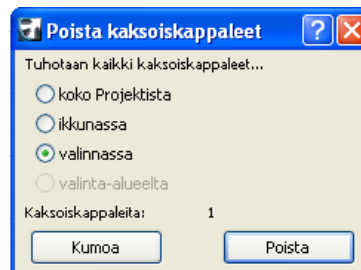 Poista kaksoiskappaleet
Tuhotaan kaikki kaksoiskappaleet...
koko Projektista
ikkunassa
valinnassa
valinta-alueelta
Kaksoiskappaleita: 1
Kumoa Poista